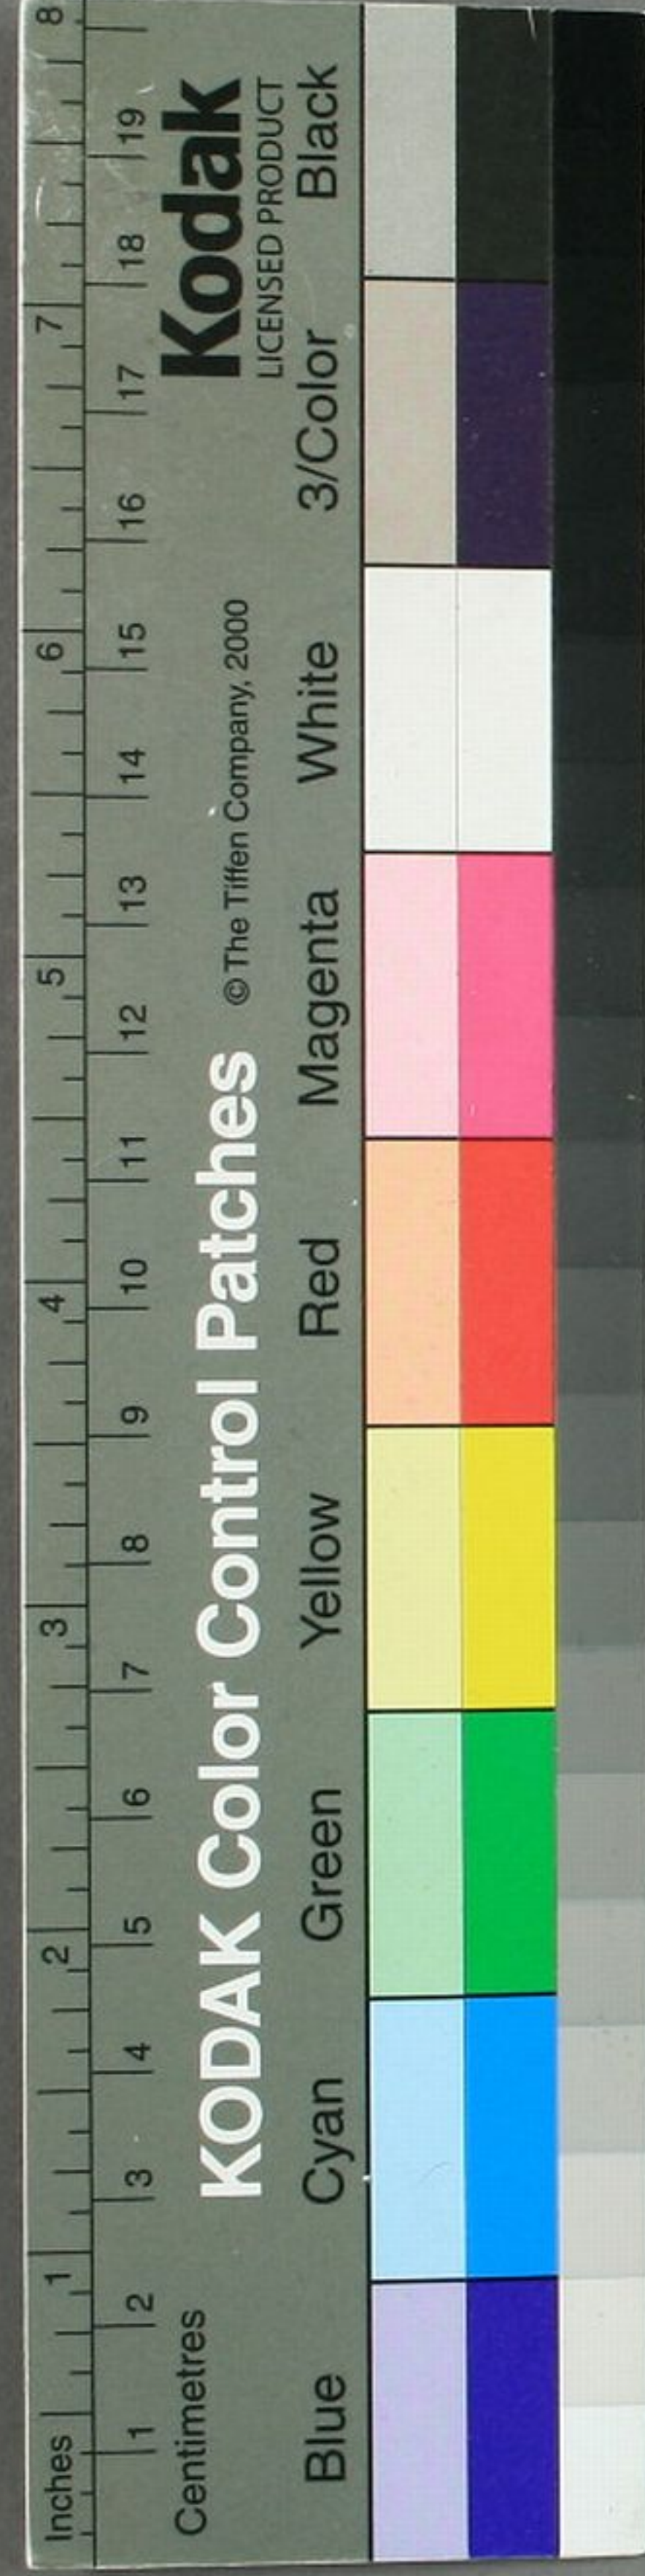 Inches 1 2 3 4 5 6 7 8
Centimetres 1 2 3 4 5 6 7 8 9 10 11 12 13 14 15 16 17 18 19
KODAK Color Control Patches © The Tiffen Company, 2000
Kodak
LICENSED PRODUCT
Blue Cyan Green Yellow Red Magenta White 3/Color Black